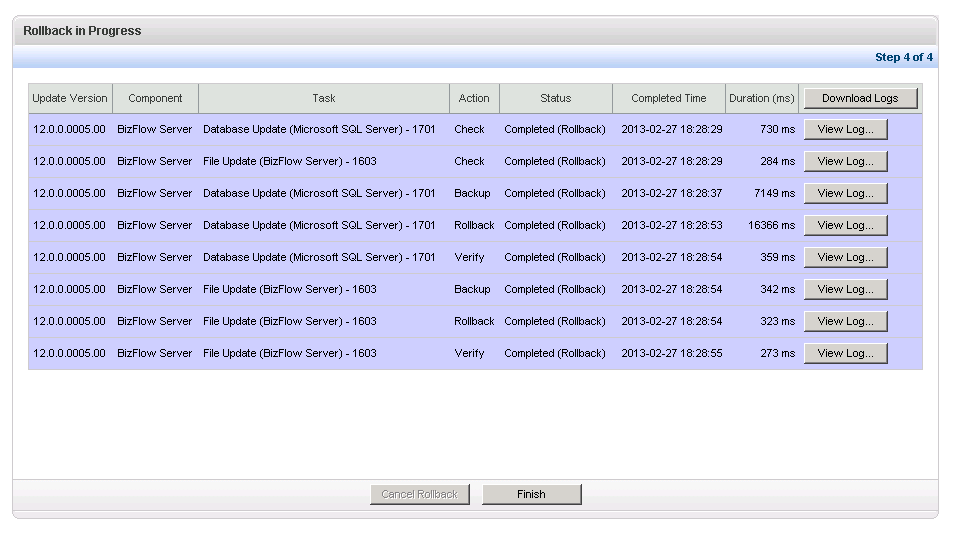 Rollback in Progress
Step 4 of 4
Update Version Component Task Action Status Completed Time Duration (ms) Download Logs
12.0.0.0005.00 BizFlow Server Database Update (Microsoft SQL Server) - 1701 Check Completed (Rollback) 2013-02-27 18:28:29 730 ms View Log...
12.0.0.0005.00 BizFlow Server File Update (BizFlow Server) - 1603 Check Completed (Rollback) 2013-02-27 18:28:29 284 ms View Log...
12.0.0.0005.00 BizFlow Server Database Update (Microsoft SQL Server) - 1701 Backup Completed (Rollback) 2013-02-27 18:28:37 7149 ms View Log...
12.0.0.0005.00 BizFlow Server Database Update (Microsoft SQL Server) - 1701 Rollback Completed (Rollback) 2013-02-27 18:28:53 16366 ms View Log...
12.0.0.0005.00 BizFlow Server Database Update (Microsoft SQL Server) - 1701 Verify Completed (Rollback) 2013-02-27 18:28:54 359 ms View Log...
12.0.0.0005.00 BizFlow Server File Update (BizFlow Server) - 1603 Backup Completed (Rollback) 2013-02-27 18:28:54 342 ms View Log...
12.0.0.0005.00 BizFlow Server File Update (BizFlow Server) - 1603 Rollback Completed (Rollback) 2013-02-27 18:28:54 323 ms View Log...
12.0.0.0005.00 BizFlow Server File Update (BizFlow Server) - 1603 Verify Completed (Rollback) 2013-02-27 18:28:55 273 ms View Log...
Cancel Rollback Finish